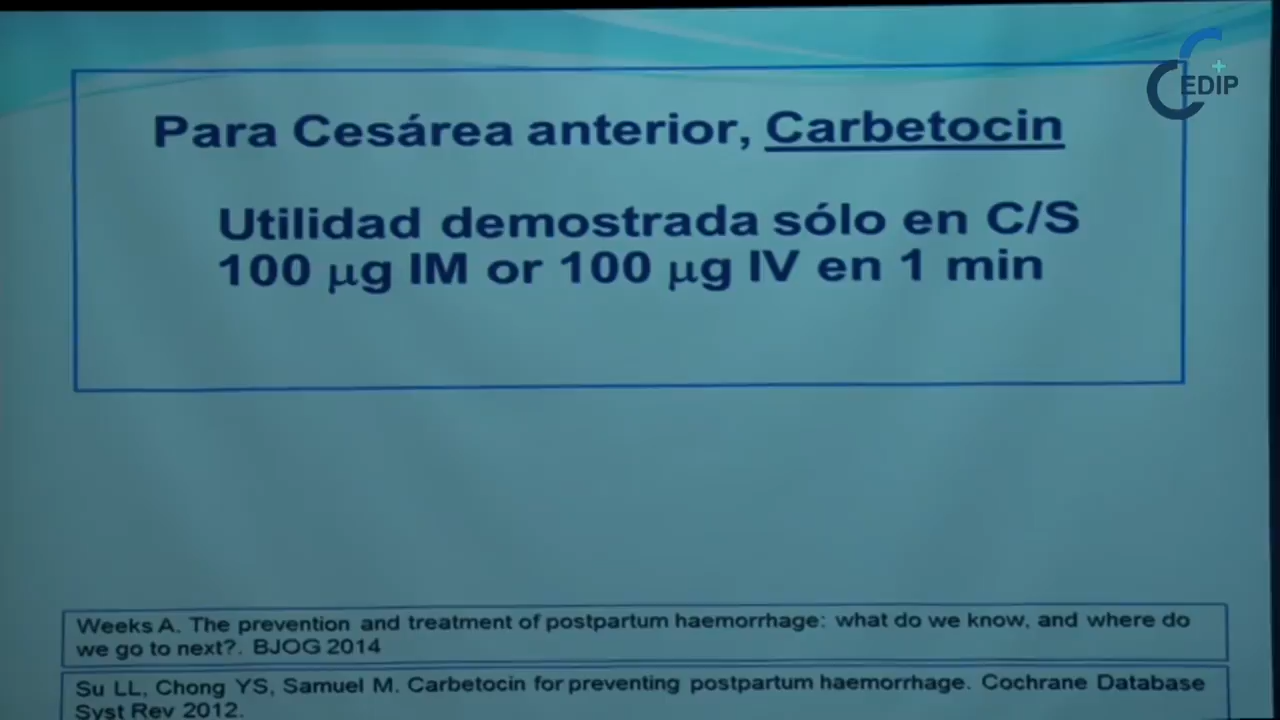 CEDIP
Para Cesárea anterior, Carbetocin
Utilidad demostrada sólo en C/S
100 µg IM or 100 µg IV en 1 min
Weeks A. The prevention and treatment of postpartum haemorrhage: what do we know, and where do
we go to next?. BJOG 2014
Su LL, Chong YS, Samuel M. Carbetocin for preventing postpartum haemorrhage. Cochrane Database
Syst Rev 2012.